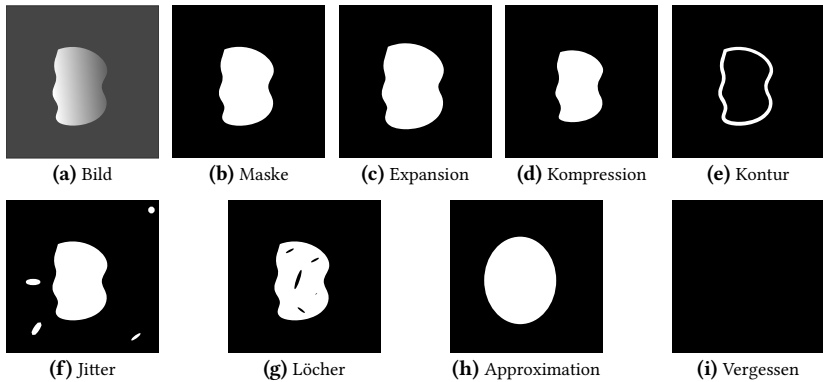 (a) Bild (b) Maske (c) Expansion (d) Kompression (e) Kontur
(f) Jitter (g) Löcher (h) Approximation (i) Vergessen